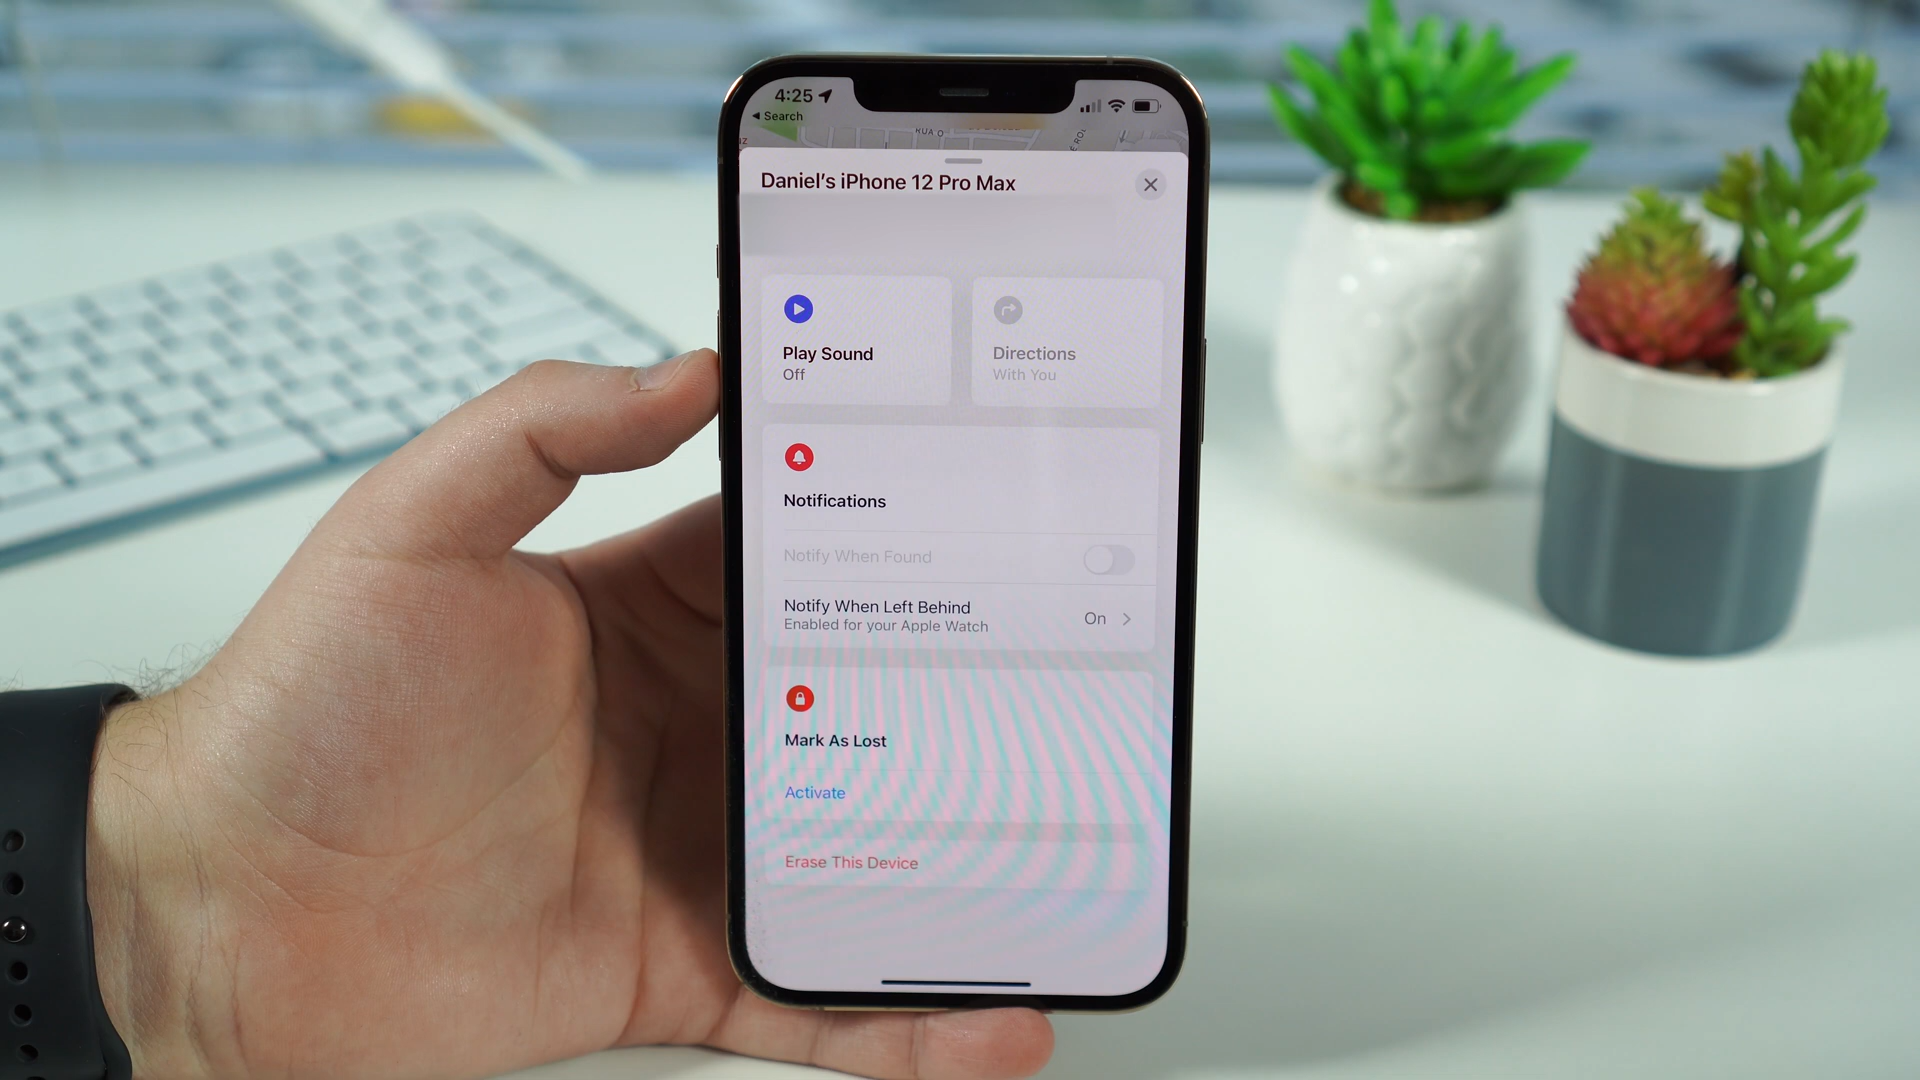 4:25
Search
RUA O
Daniel’s iPhone 12 Pro Max
Play Sound
Off
Directions
With You
Notifications
Notify When Found
Notify When Left Behind
Enabled for your Apple Watch
On
Mark As Lost
Activate
Erase This Device